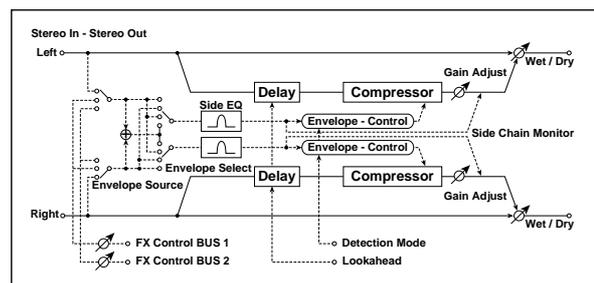 Stereo In - Stereo Out
Left
Wet / Dry
Gain Adjust
Delay
Compressor
Side EQ
Envelope - Control
Side Chain Monitor
Envelope - Control
Envelope Select
Envelope Source
Delay
Compressor
Gain Adjust
Right
Wet / Dry
FX Control BUS 1
Detection Mode
FX Control BUS 2
Lookahead